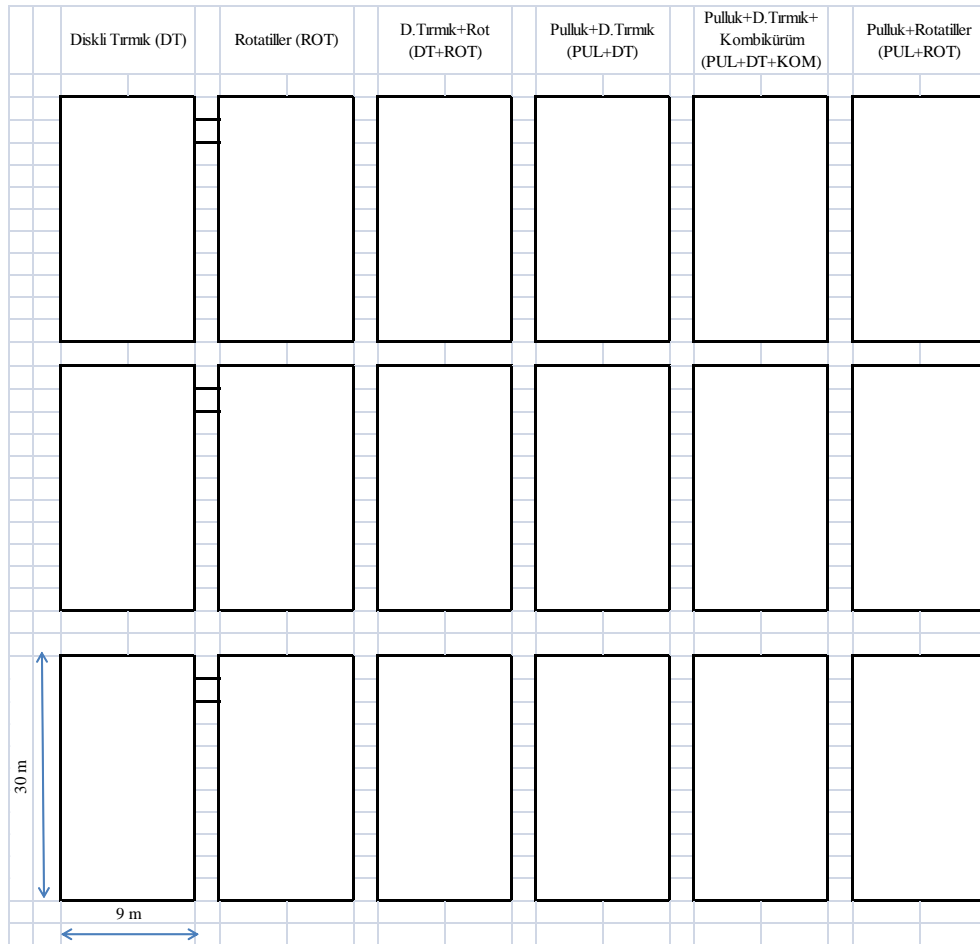 Diskli Tırmık (DT)
Rotatiller (ROT)
D.Tırmık+Rot
(DT+ROT)
Pulluk+D.Tırmık
(PUL+DT)
Pulluk+D.Tırmık+
Kombikürüm
(PUL+DT+KOM)
Pulluk+Rotatiller
(PUL+ROT)
30 m
9 m